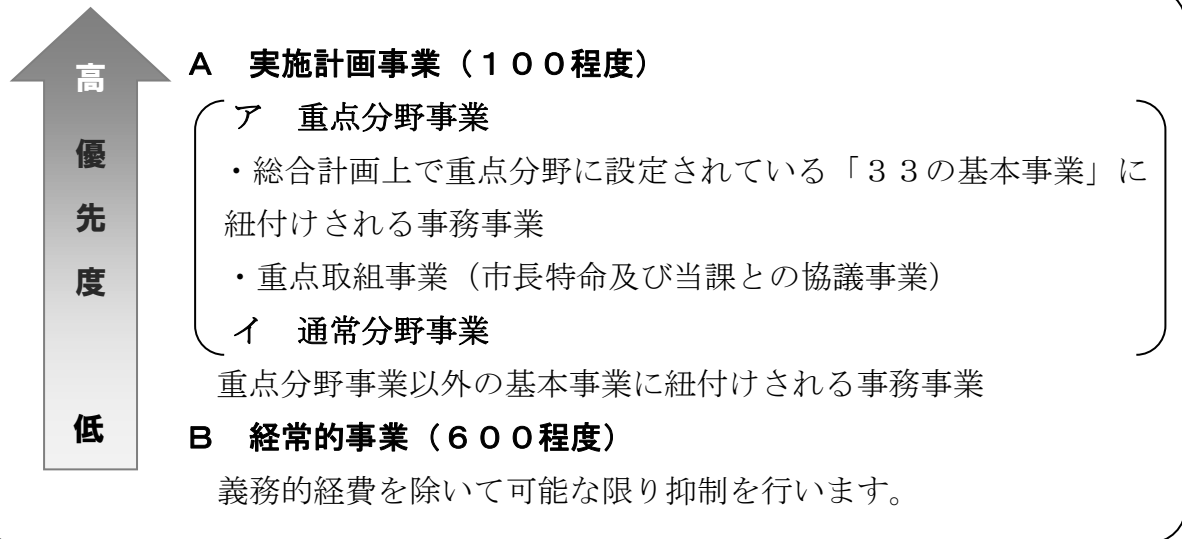 高
優
先
度
低
A　実施計画事業（１００程度）
ア　重点分野事業
・総合計画上で重点分野に設定されている「３３の基本事業」に
紐付けされる事務事業
・重点取組事業（市長特命及び当課との協議事業）
イ　通常分野事業
重点分野事業以外の基本事業に紐付けされる事務事業
B　経常的事業（６００程度）
義務的経費を除いて可能な限り抑制を行います。